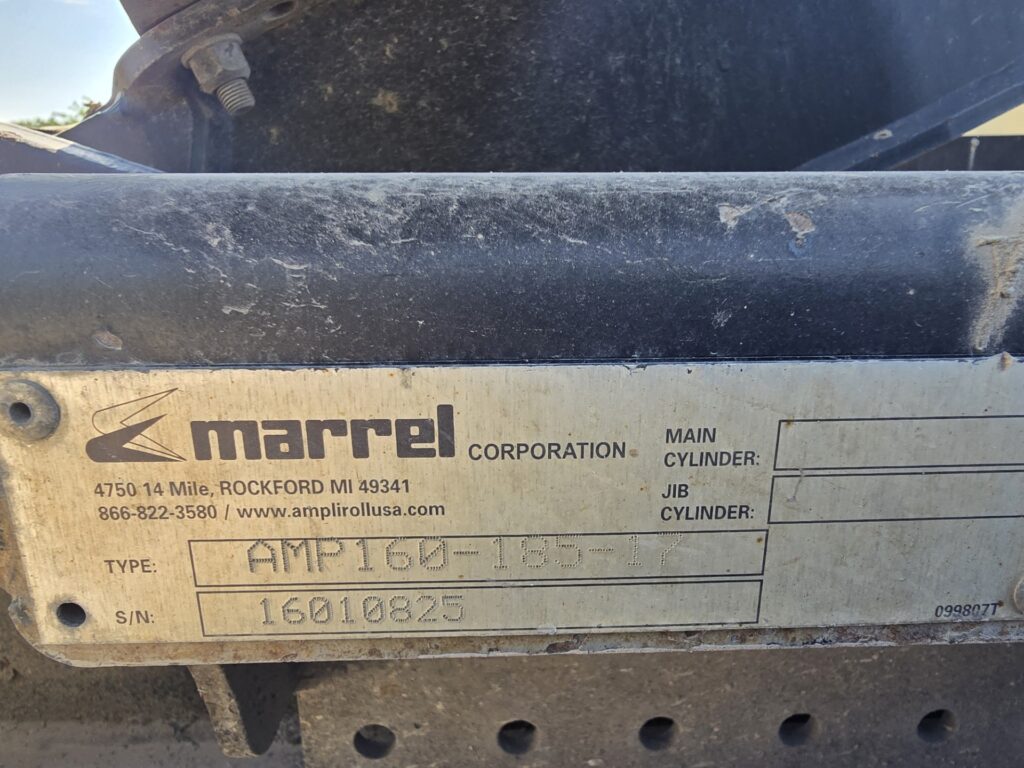 marrel CORPORATION
4750 14 Mile, ROCKFORD MI 49341
866-822-3580 / www.amplirollusa.com
MAIN
CYLINDER:
JIB
CYLINDER:
TYPE: AMP160-185-17
S/N: 16010825
099807T